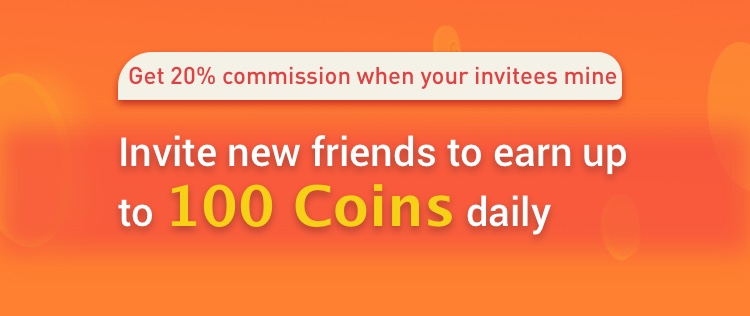 Get 20% commission when your invitees mine
Invite new friends to earn up
to 100 Coins daily